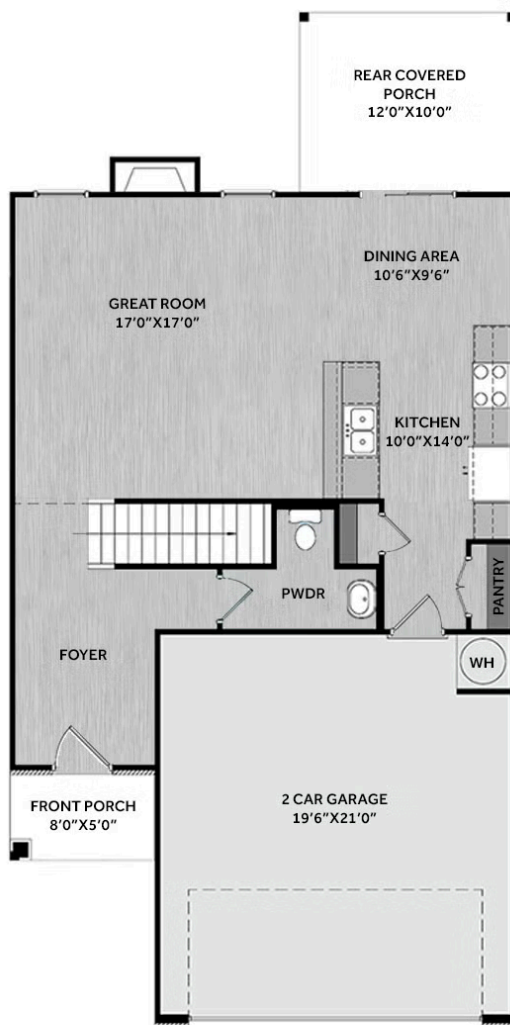 REAR COVERED
PORCH
12'0"X10'0"
DINING AREA
10'6"X9'6"
GREAT ROOM
17'0"X17'0"
KITCHEN
10'0"X14'0"
PANTRY
PWDR
FOYER
WH
FRONT PORCH
8'0"X5'0"
2 CAR GARAGE
19'6"X21'0"